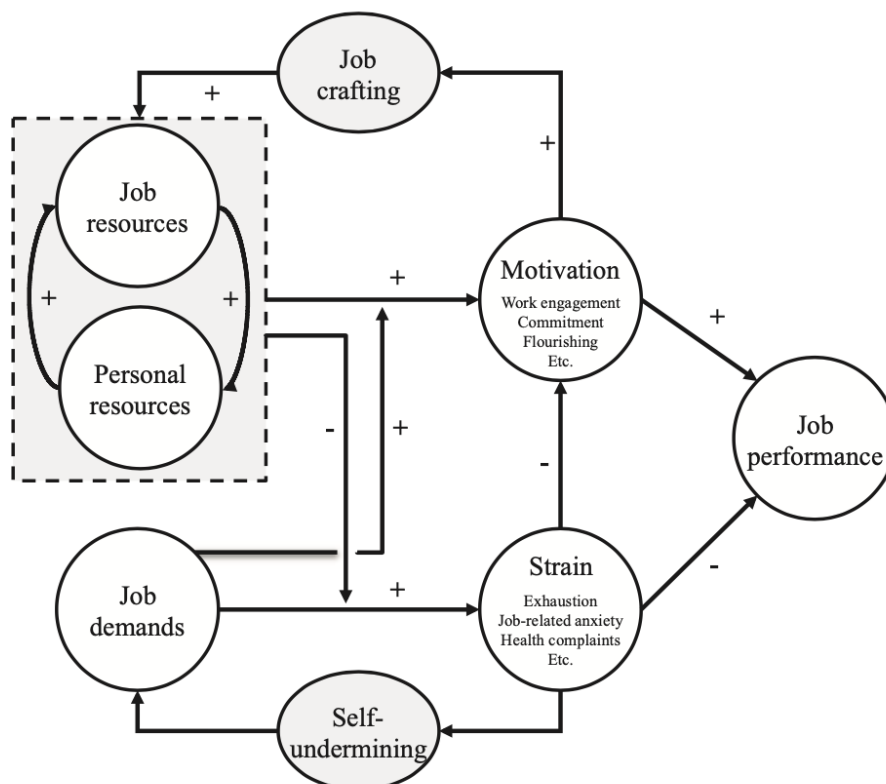 Job
crafting
+
+
Job
resources
+
+
Personal
resources
+
-
+
Motivation
Work engagement
Commitment
Flourishing
Etc.
+
Job
performance
-
-
Job
demands
+
Strain
Exhaustion
Job-related anxiety
Health complaints
Etc.
Self-
undermining